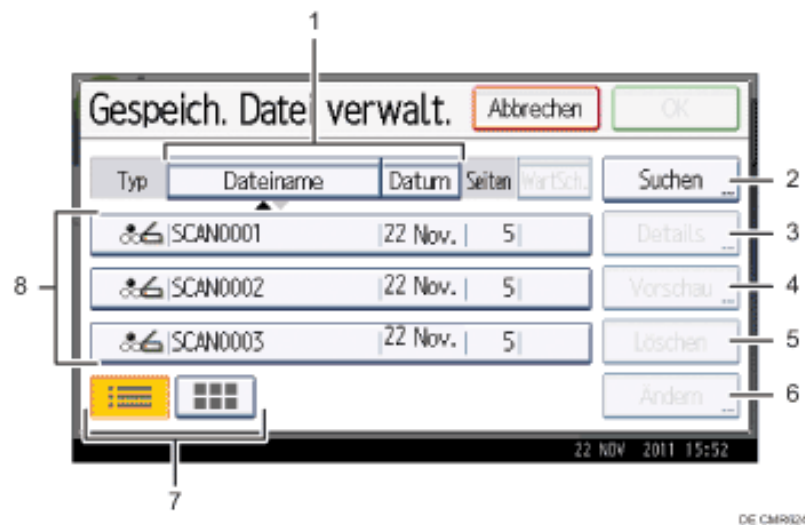 1
Gespeich. Datei verwalt. Abbrechen OK
Typ Dateiname Datum Seiten WartSch. Suchen ... 2
SCAN0001 22 Nov. 5 Details ... 3
8 SCAN0002 22 Nov. 5 Vorschau ... 4
SCAN0003 22 Nov. 5 Löschen 5
Ändern ... 6
22 NOV 2011 15:52
7
DE CMR624